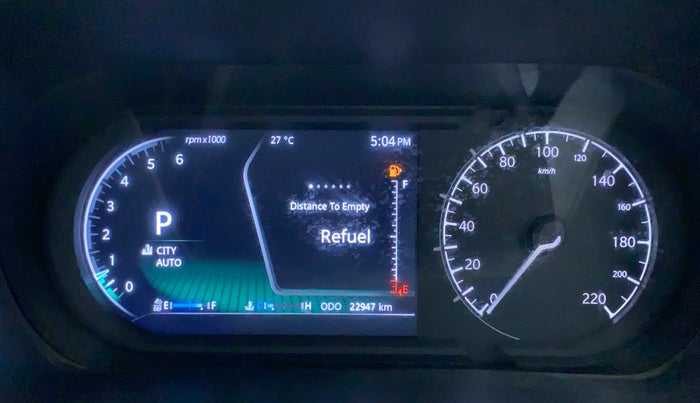 rpm x1000
27 °C
5:04 PM
0 1 2 3 4 5 6
P
CITY
AUTO
Distance To Empty
Refuel
F
E
E F
C H
ODO 22947 km
0 20 40 60 80 100 120 140 160 180 200 220
km/h